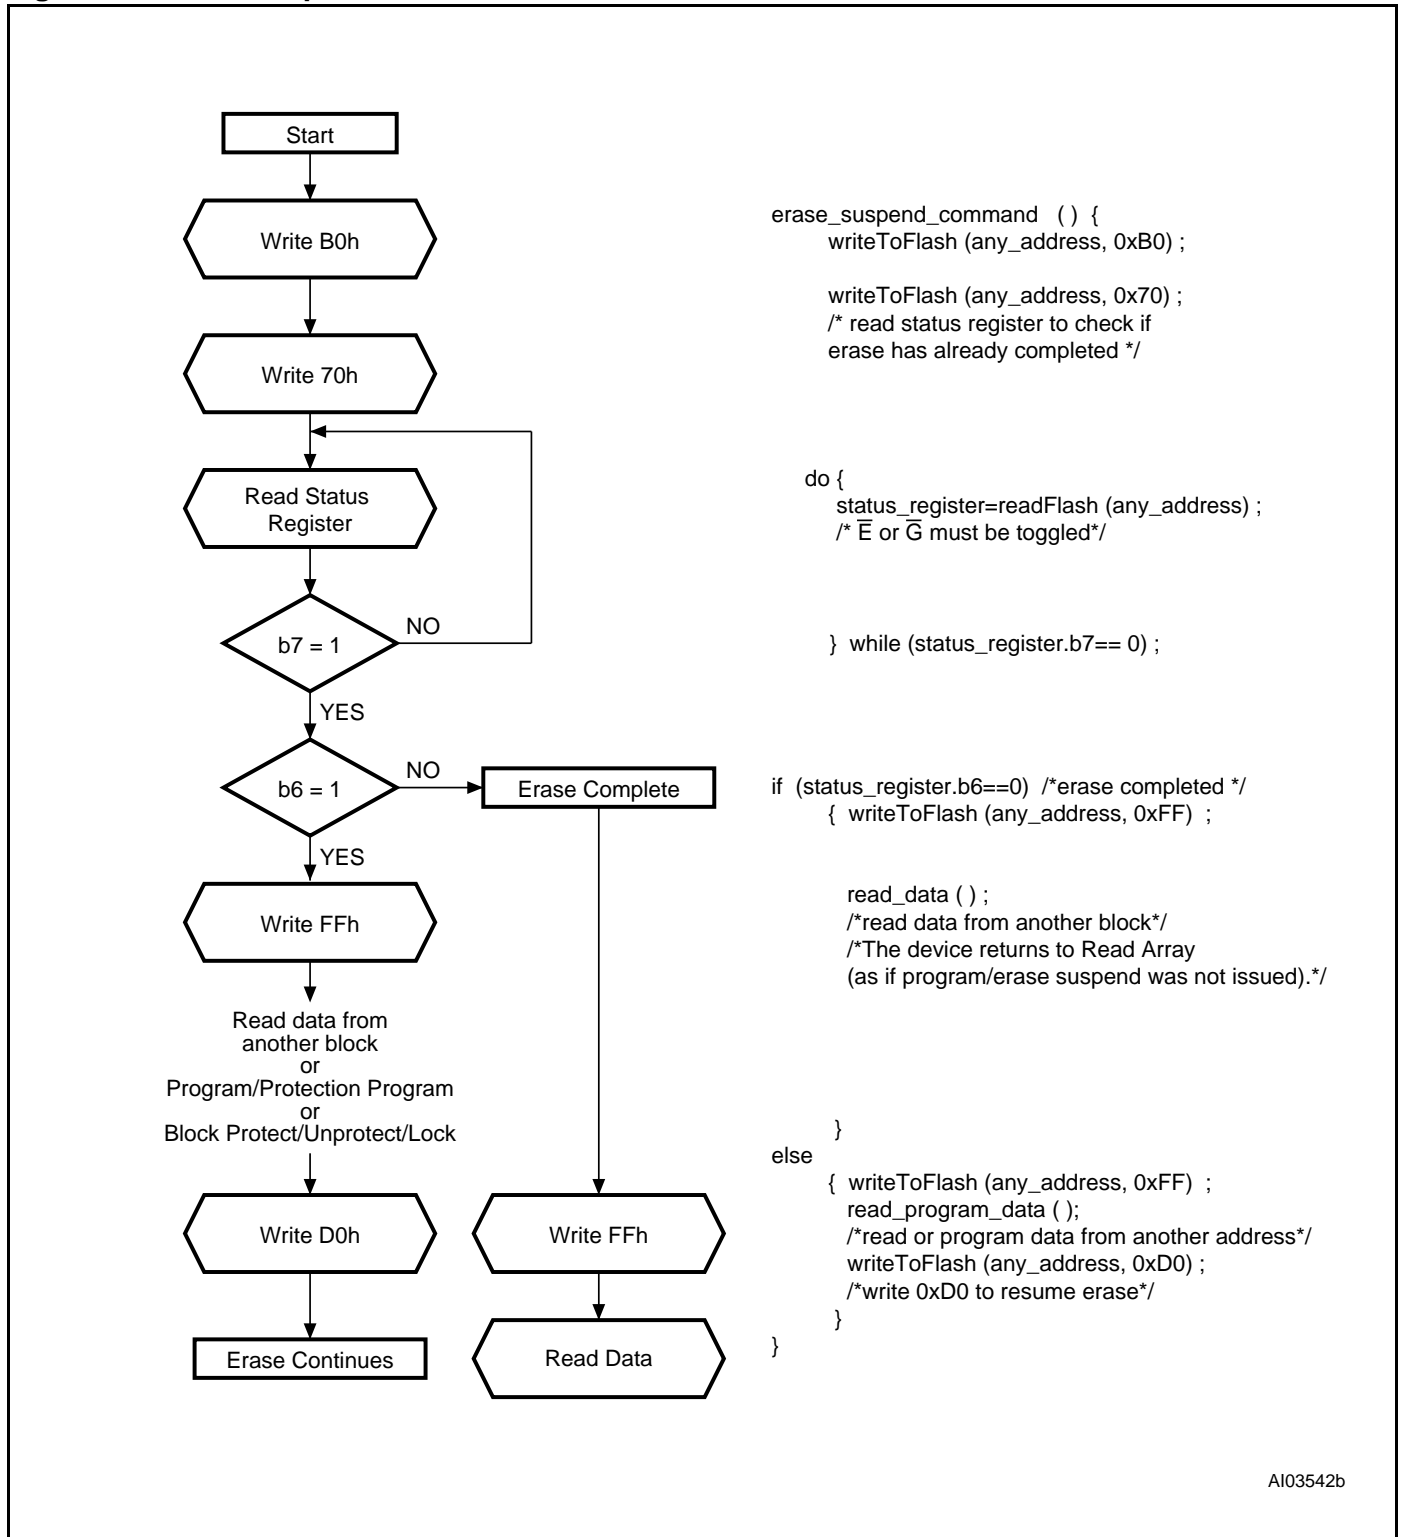 Start
Write B0h
Write 70h
Read Status
Register
b7 = 1
NO
YES
b6 = 1
NO
Erase Complete
YES
Write FFh
Read data from
another block
or
Program/Protection Program
or
Block Protect/Unprotect/Lock
Write D0h
Write FFh
Erase Continues
Read Data
erase_suspend_command ( ) {
writeToFlash (any_address, 0xB0) ;
writeToFlash (any_address, 0x70) ;
/* read status register to check if
erase has already completed */
do {
status_register=readFlash (any_address) ;
/* E̅ or G̅ must be toggled*/
} while (status_register.b7== 0) ;
if (status_register.b6==0) /*erase completed */
{ writeToFlash (any_address, 0xFF) ;
read_data ( ) ;
/*read data from another block*/
/*The device returns to Read Array
(as if program/erase suspend was not issued).*/
}
else
{ writeToFlash (any_address, 0xFF) ;
read_program_data ( );
/*read or program data from another address*/
writeToFlash (any_address, 0xD0) ;
/*write 0xD0 to resume erase*/
}
}
AI03542b